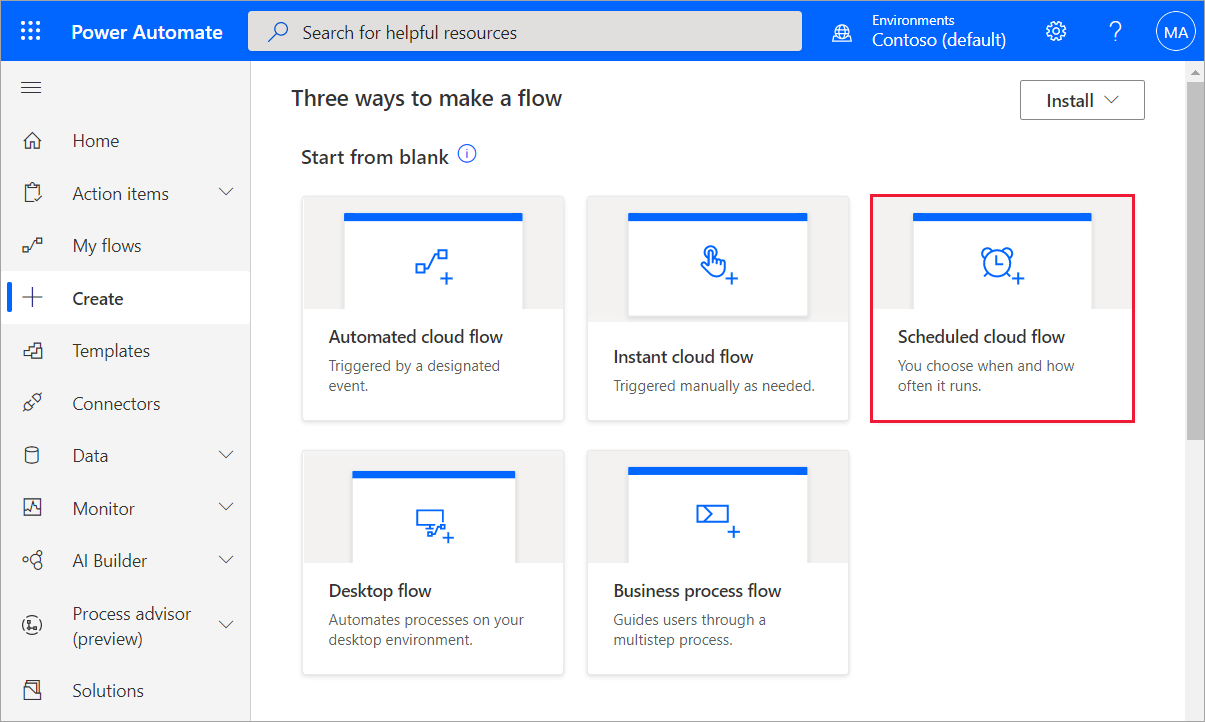 Power Automate
Search for helpful resources
Environments
Contoso (default)
?
MA
Three ways to make a flow
Install
Start from blank
Home
Action items
My flows
Create
Templates
Connectors
Data
Monitor
AI Builder
Process advisor
(preview)
Solutions
Automated cloud flow
Triggered by a designated
event.
Instant cloud flow
Triggered manually as needed.
Scheduled cloud flow
You choose when and how
often it runs.
Desktop flow
Automates processes on your
desktop environment.
Business process flow
Guides users through a
multistep process.